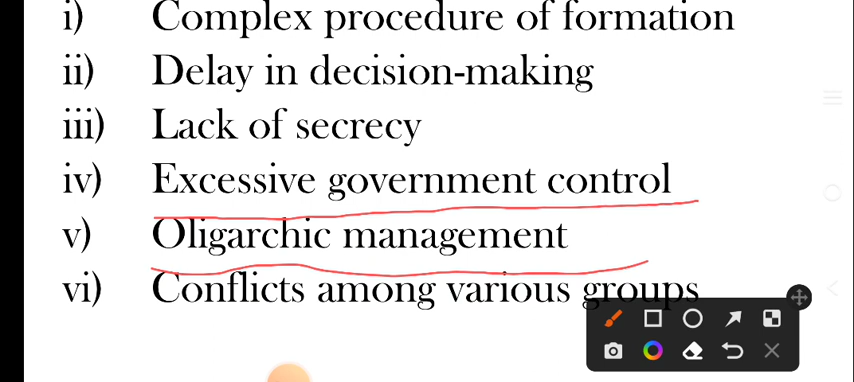 i) Complex procedure of formation
ii) Delay in decision-making
iii) Lack of secrecy
iv) Excessive government control
v) Oligarchic management
vi) Conflicts among various groups